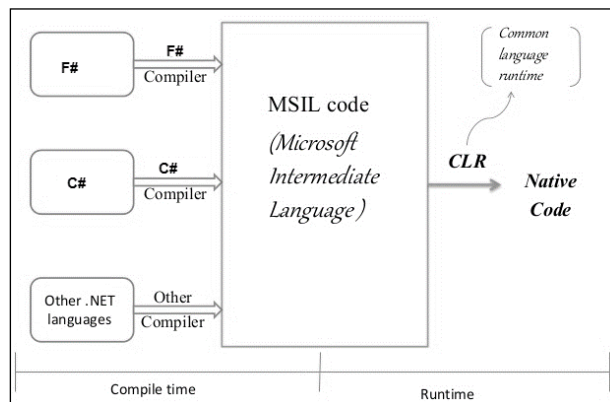 F#
F#
Compiler
C#
C#
Compiler
Other .NET
languages
Other
Compiler
MSIL code
(Microsoft
Intermediate
Language)
Common
language
runtime
CLR
Native
Code
Compile time
Runtime